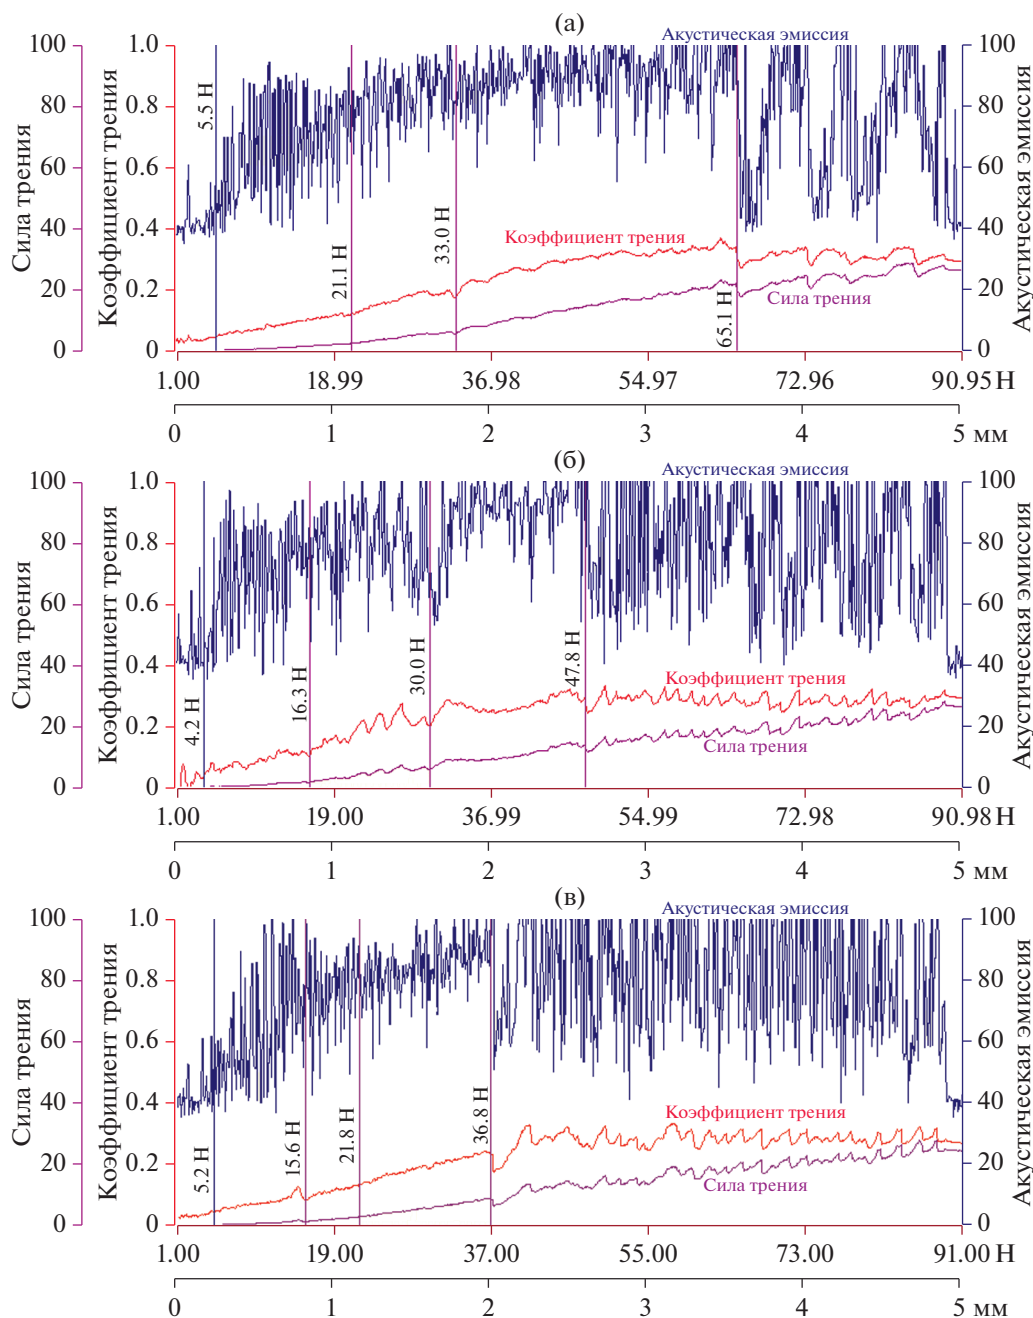 (а)
Акустическая эмиссия
Сила трения
100
80
60
40
20
0
Коэффициент трения
1.0
0.8
0.6
0.4
0.2
0
5.5 Н
21.1 Н
33.0 Н
65.1 Н
Коэффициент трения
Сила трения
100
80
60
40
20
0
Акустическая эмиссия
1.00 18.99 36.98 54.97 72.96 90.95 Н
0 1 2 3 4 5 мм
(б)
Акустическая эмиссия
Сила трения
100
80
60
40
20
0
Коэффициент трения
1.0
0.8
0.6
0.4
0.2
0
4.2 Н
16.3 Н
30.0 Н
47.8 Н
Коэффициент трения
Сила трения
100
80
60
40
20
0
Акустическая эмиссия
1.00 19.00 36.99 54.99 72.98 90.98 Н
0 1 2 3 4 5 мм
(в)
Акустическая эмиссия
Сила трения
100
80
60
40
20
0
Коэффициент трения
1.0
0.8
0.6
0.4
0.2
0
5.2 Н
15.6 Н
21.8 Н
36.8 Н
Коэффициент трения
Сила трения
100
80
60
40
20
0
Акустическая эмиссия
1.00 19.00 37.00 55.00 73.00 91.00 Н
0 1 2 3 4 5 мм